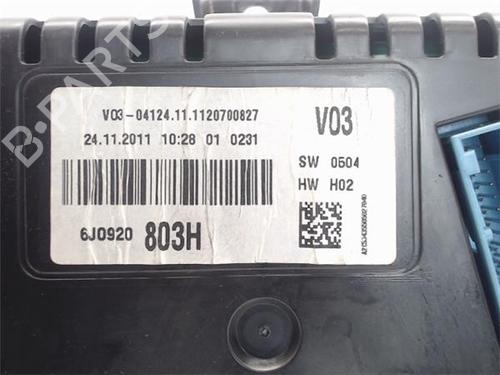 B-PARTS
V03-04124.11.1120700827
24.11.2011 10:28 01 0231
6J0920 803H
V03
SW 0504
HW H02